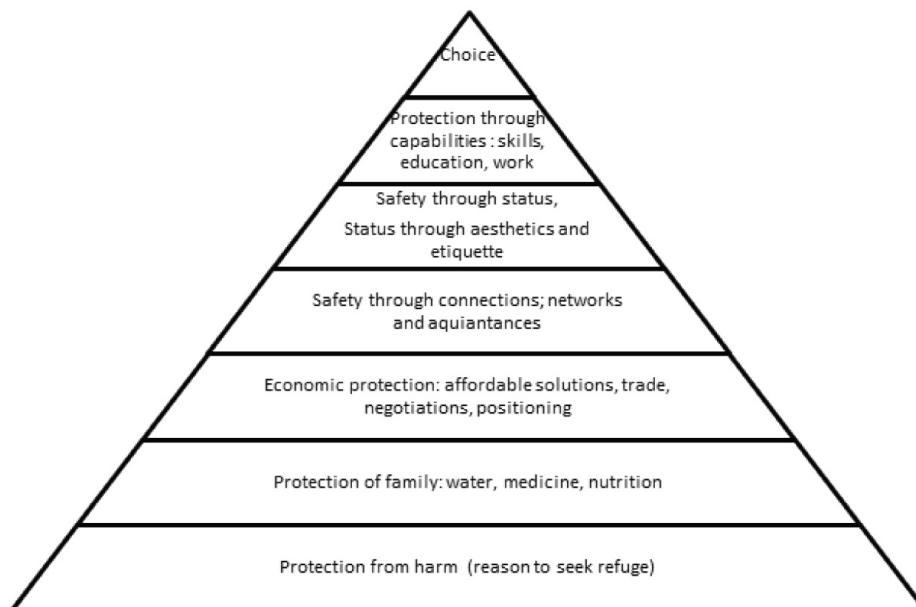 Choice
Protection through
capabilities : skills,
education, work
Safety through status,
Status through aesthetics and
etiquette
Safety through connections; networks
and aquiantances
Economic protection: affordable solutions, trade,
negotiations, positioning
Protection of family: water, medicine, nutrition
Protection from harm (reason to seek refuge)